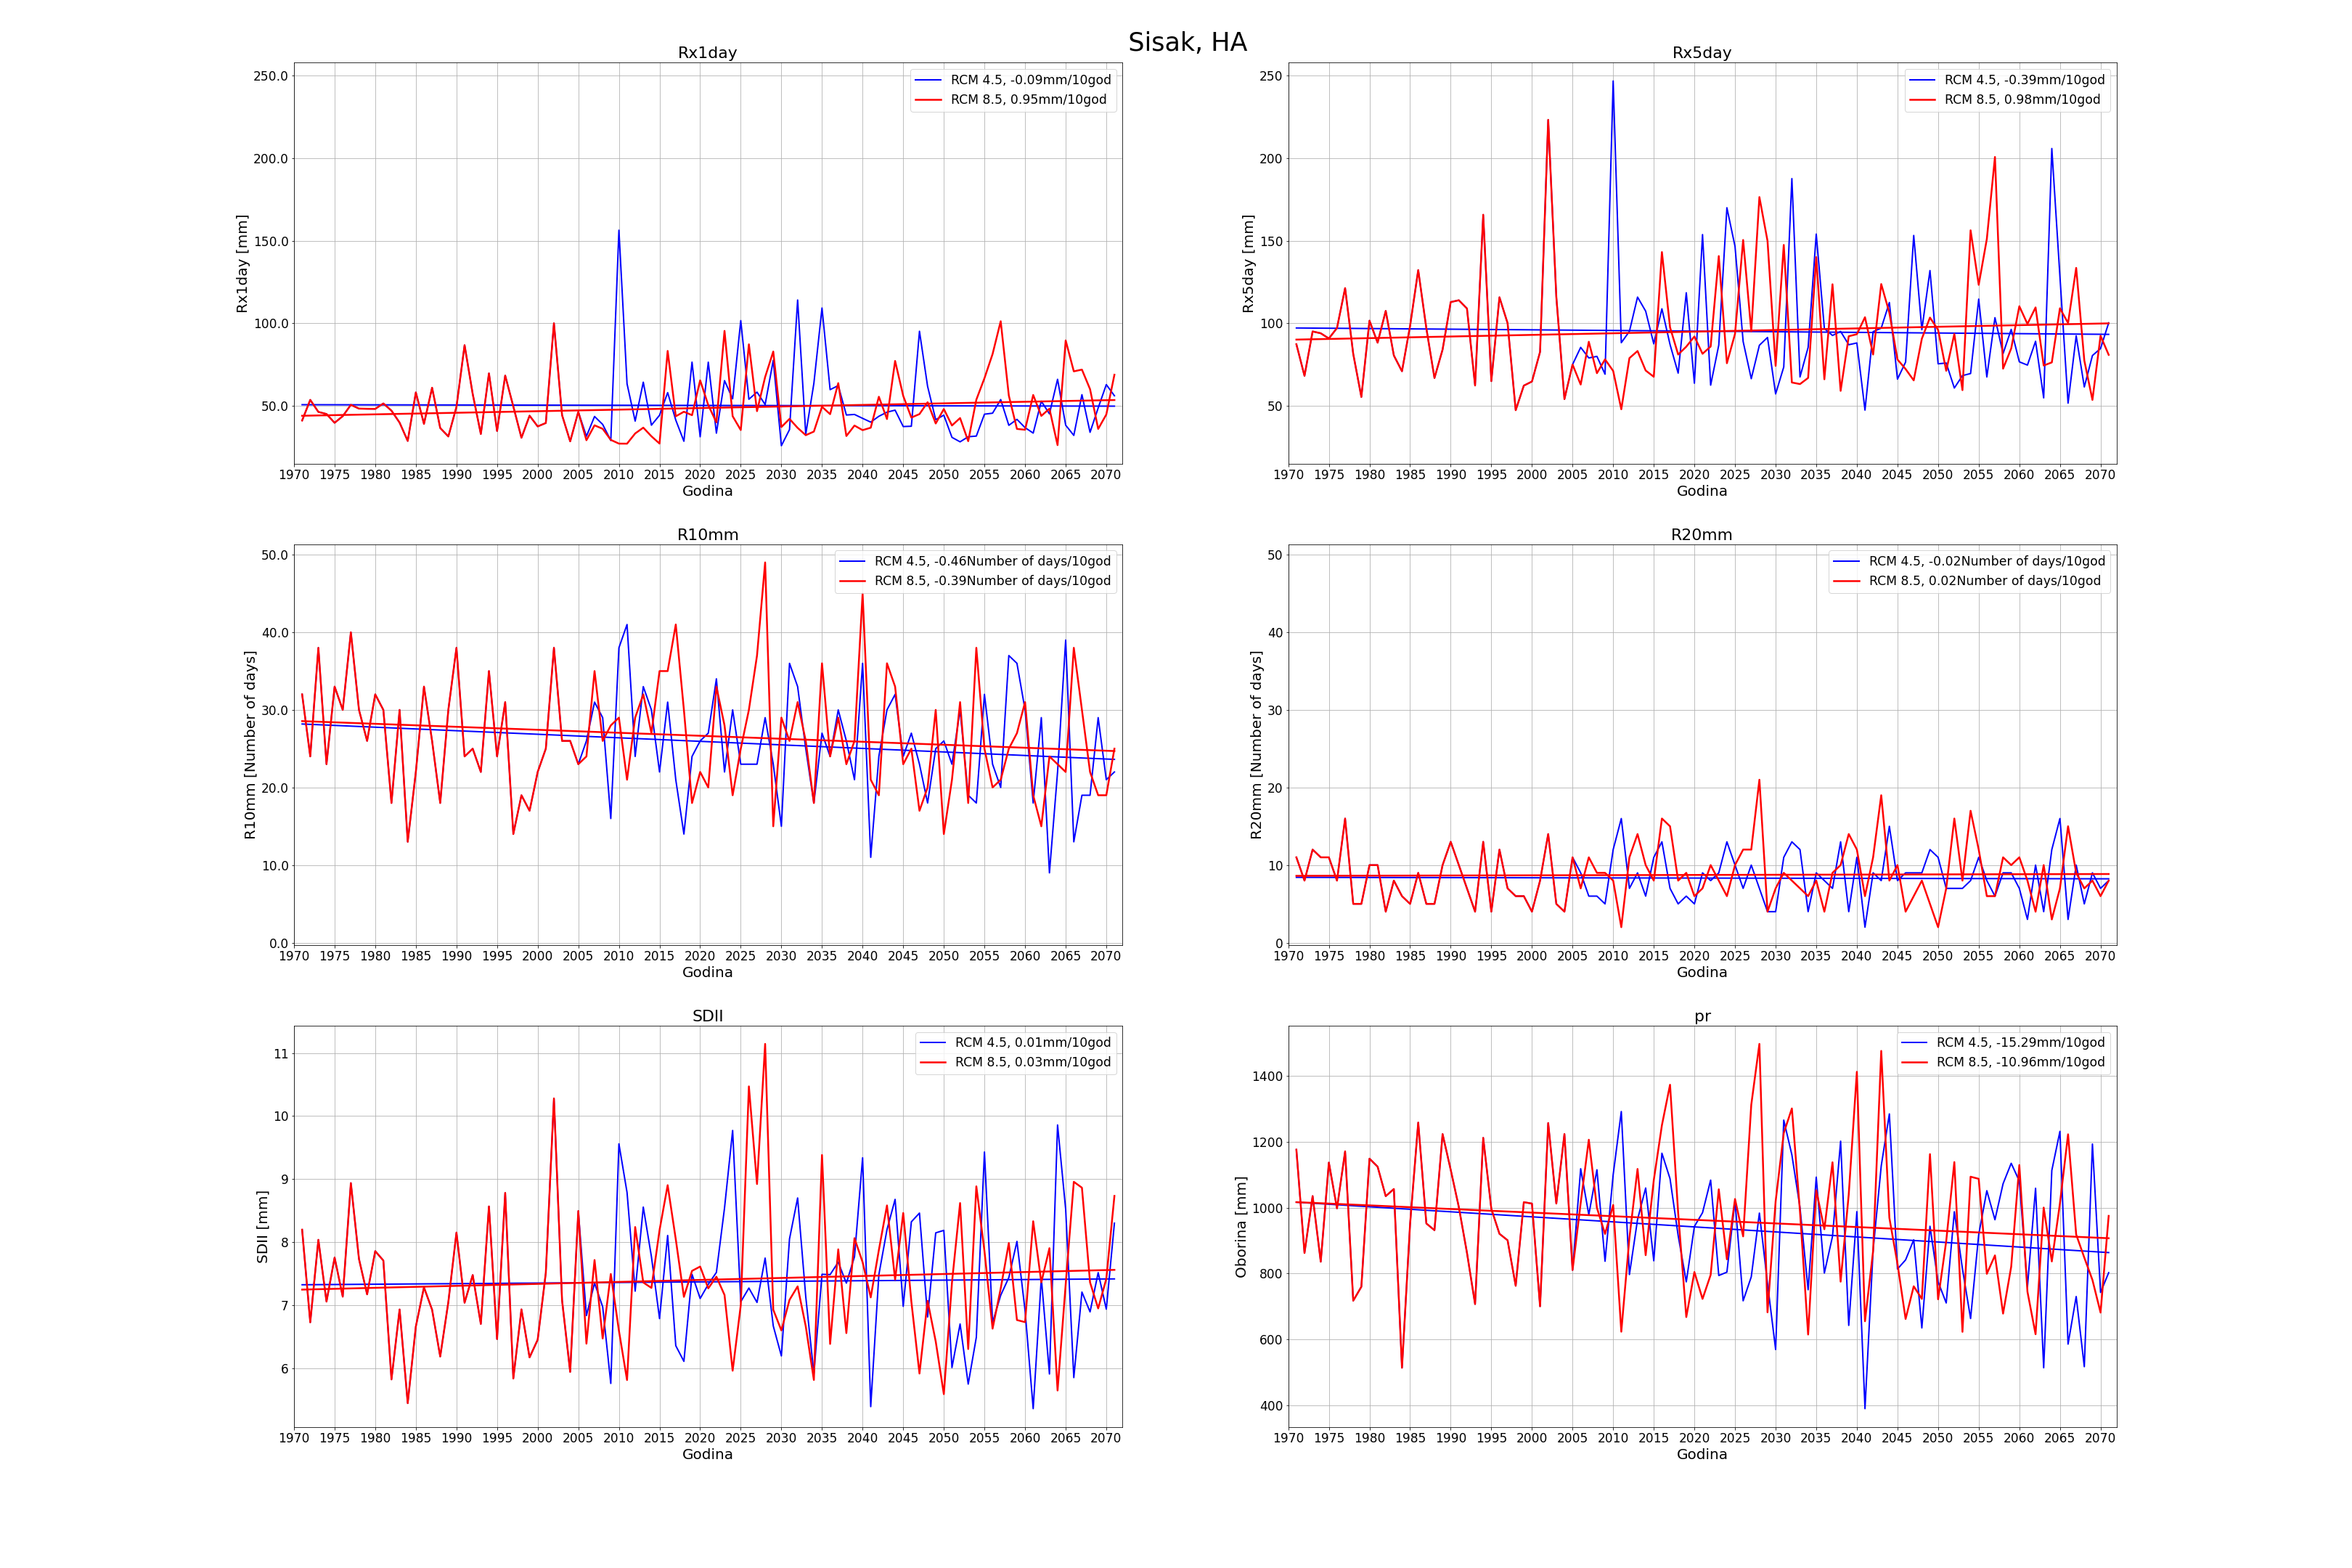 Sisak, HA
Rx1day
RCM 4.5, -0.09mm/10god
RCM 8.5, 0.95mm/10god
Rx1day [mm]
250.0
200.0
150.0
100.0
50.0
1970 1975 1980 1985 1990 1995 2000 2005 2010 2015 2020 2025 2030 2035 2040 2045 2050 2055 2060 2065 2070
Godina
Rx5day
RCM 4.5, -0.39mm/10god
RCM 8.5, 0.98mm/10god
Rx5day [mm]
250
200
150
100
50
1970 1975 1980 1985 1990 1995 2000 2005 2010 2015 2020 2025 2030 2035 2040 2045 2050 2055 2060 2065 2070
Godina
R10mm
RCM 4.5, -0.46Number of days/10god
RCM 8.5, -0.39Number of days/10god
R10mm [Number of days]
50.0
40.0
30.0
20.0
10.0
0.0
1970 1975 1980 1985 1990 1995 2000 2005 2010 2015 2020 2025 2030 2035 2040 2045 2050 2055 2060 2065 2070
Godina
R20mm
RCM 4.5, -0.02Number of days/10god
RCM 8.5, 0.02Number of days/10god
R20mm [Number of days]
50
40
30
20
10
0
1970 1975 1980 1985 1990 1995 2000 2005 2010 2015 2020 2025 2030 2035 2040 2045 2050 2055 2060 2065 2070
Godina
SDII
RCM 4.5, 0.01mm/10god
RCM 8.5, 0.03mm/10god
SDII [mm]
11
10
9
8
7
6
1970 1975 1980 1985 1990 1995 2000 2005 2010 2015 2020 2025 2030 2035 2040 2045 2050 2055 2060 2065 2070
Godina
pr
RCM 4.5, -15.29mm/10god
RCM 8.5, -10.96mm/10god
Oborina [mm]
1400
1200
1000
800
600
400
1970 1975 1980 1985 1990 1995 2000 2005 2010 2015 2020 2025 2030 2035 2040 2045 2050 2055 2060 2065 2070
Godina